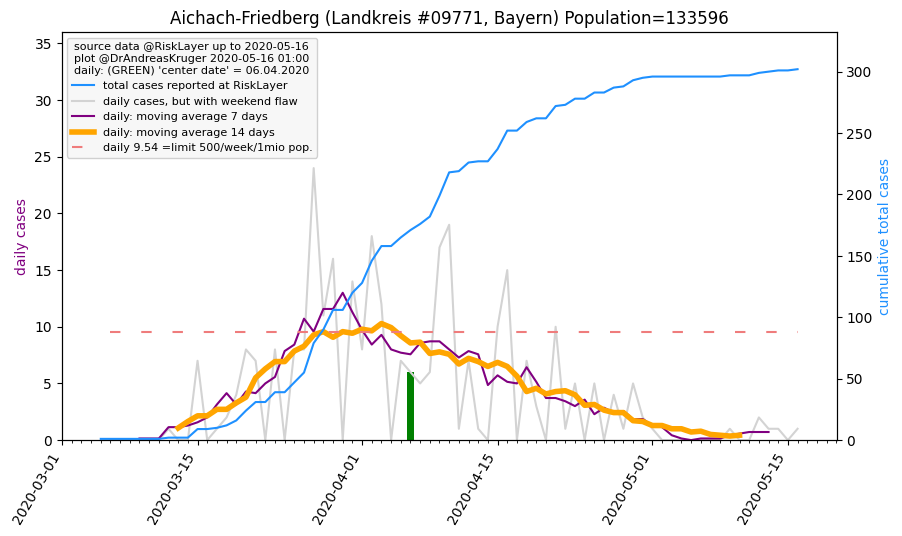 Aichach-Friedberg (Landkreis #09771, Bayern) Population=133596
source data @RiskLayer up to 2020-05-16
plot @DrAndreasKruger 2020-05-16 01:00
daily: (GREEN) 'center date' = 06.04.2020
total cases reported at RiskLayer
daily cases, but with weekend flaw
daily: moving average 7 days
daily: moving average 14 days
daily 9.54 =limit 500/week/1mio pop.
daily cases
35
30
25
20
15
10
5
0
cumulative total cases
300
250
200
150
100
50
0
2020-03-01
2020-03-15
2020-04-01
2020-04-15
2020-05-01
2020-05-15